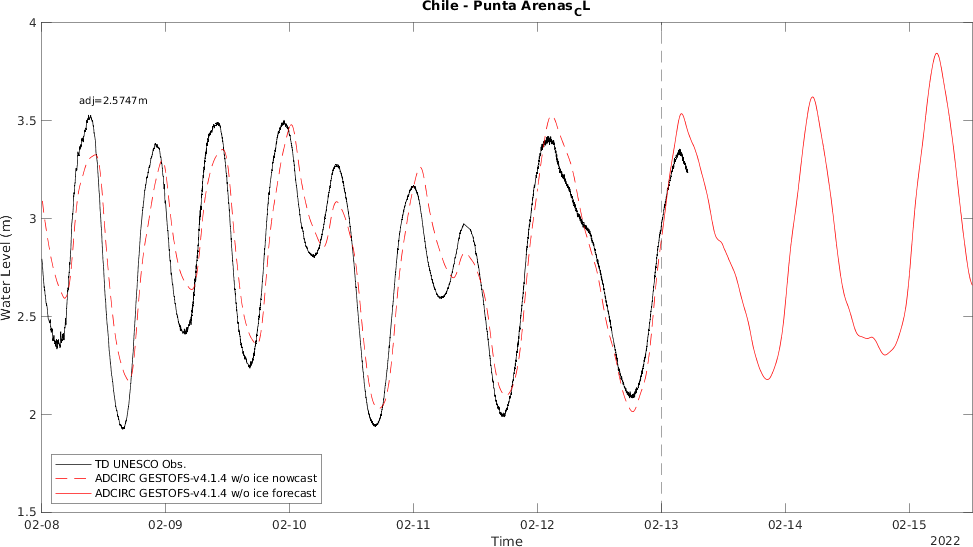 Chile - Punta Arenas_CL
4
adj=2.5747m
3.5
3
Water Level (m)
2.5
2
TD UNESCO Obs.
ADCIRC GESTOFS-v4.1.4 w/o ice nowcast
ADCIRC GESTOFS-v4.1.4 w/o ice forecast
1.5
02-08 02-09 02-10 02-11 02-12 02-13 02-14 02-15
Time
2022